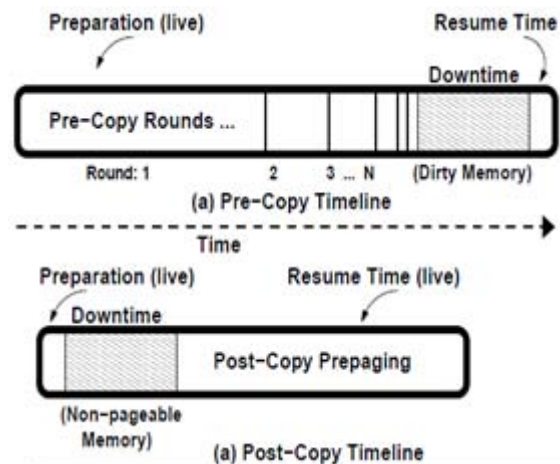 Preparation (live)
Resume Time
Downtime
Pre-Copy Rounds ...
Round: 1
2
3 ... N
(Dirty Memory)
(a) Pre-Copy Timeline
Time
Preparation (live)
Resume Time (live)
Downtime
Post-Copy Prepaging
(Non-pageable
Memory)
(a) Post-Copy Timeline